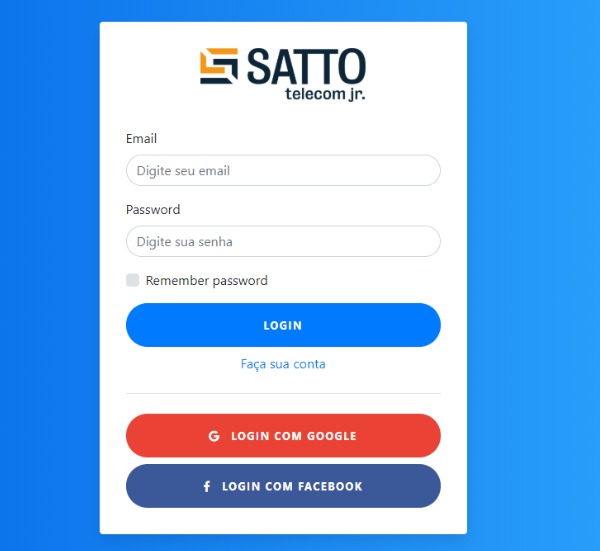 SATTO
telecom jr.
Email
Digite seu email
Password
Digite sua senha
Remember password
LOGIN
Faça sua conta
G LOGIN COM GOOGLE
f LOGIN COM FACEBOOK